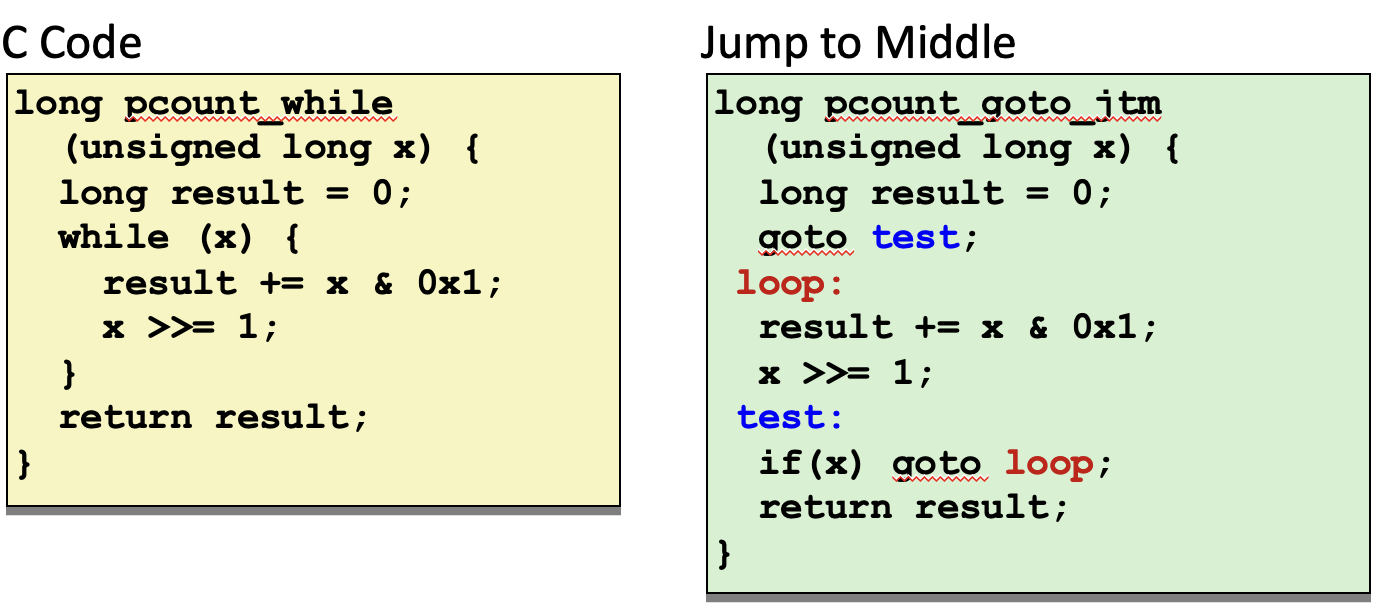 C Code
long pcount_while
(unsigned long x) {
long result = 0;
while (x) {
result += x & 0x1;
x >>= 1;
}
return result;
}
Jump to Middle
long pcount_goto_jtm
(unsigned long x) {
long result = 0;
goto test;
loop:
result += x & 0x1;
x >>= 1;
test:
if(x) goto loop;
return result;
}